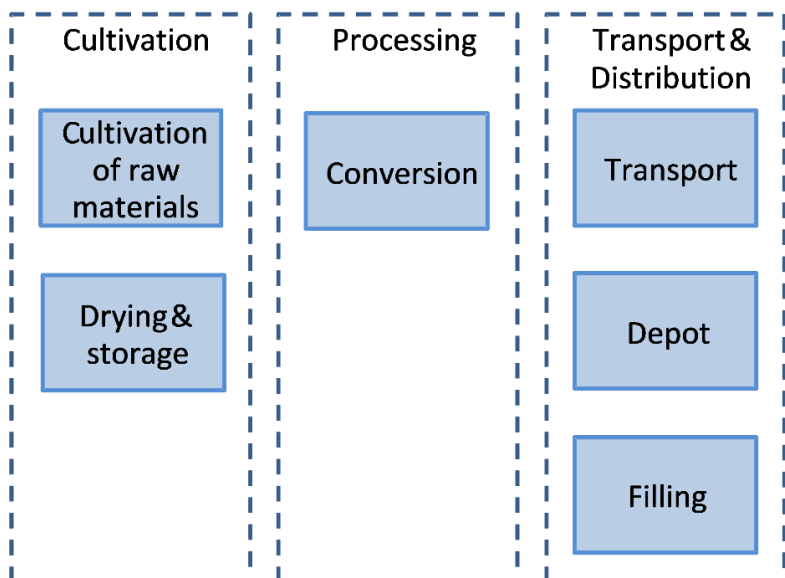 Cultivation
Cultivation
of raw
materials
Drying &
storage
Processing
Conversion
Transport &
Distribution
Transport
Depot
Filling